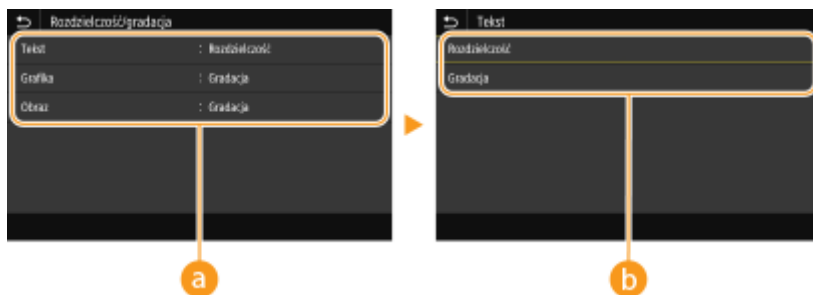 Rozdzielczość/gradacja
Tekst : Rozdzielczość
Grafika : Gradacja
Obraz : Gradacja
a
Tekst
Rozdzielczość
Gradacja
b